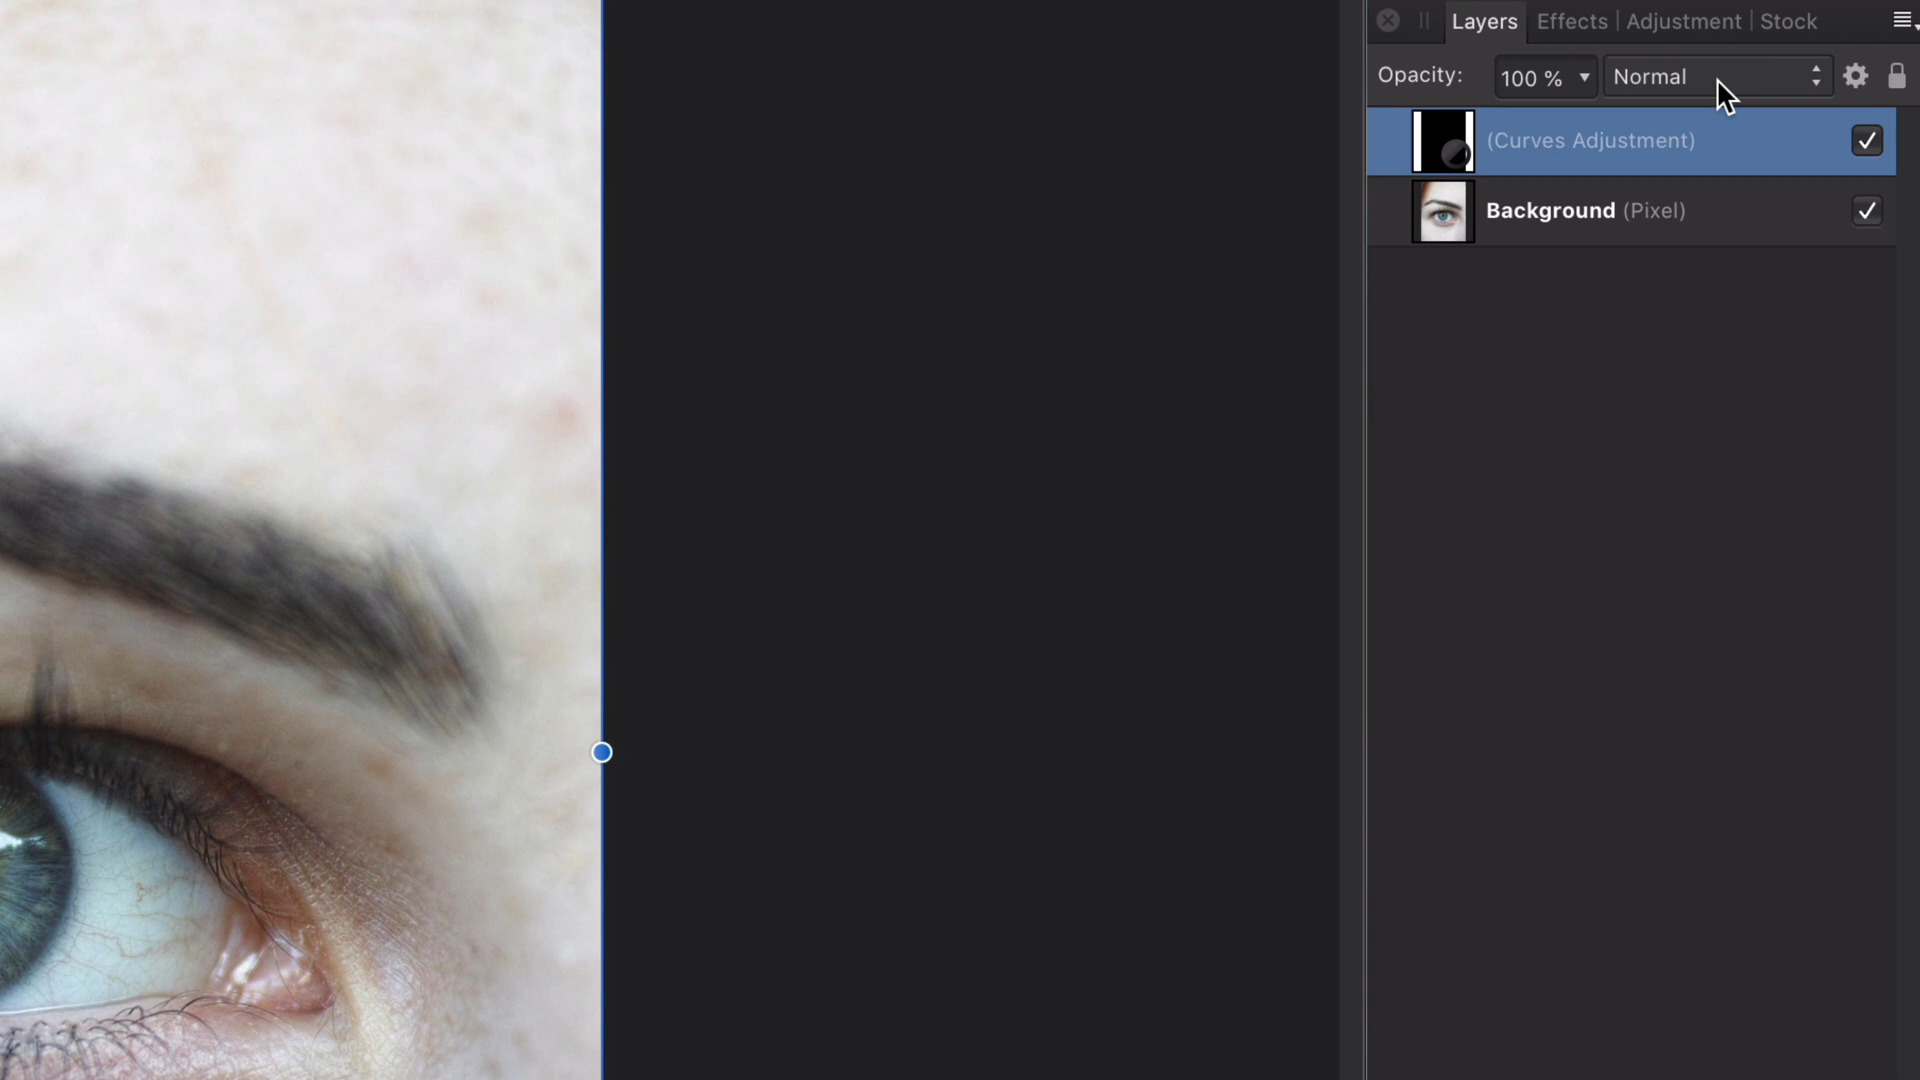 Layers Effects | Adjustment | Stock
Opacity: 100 % Normal
(Curves Adjustment)
Background (Pixel)